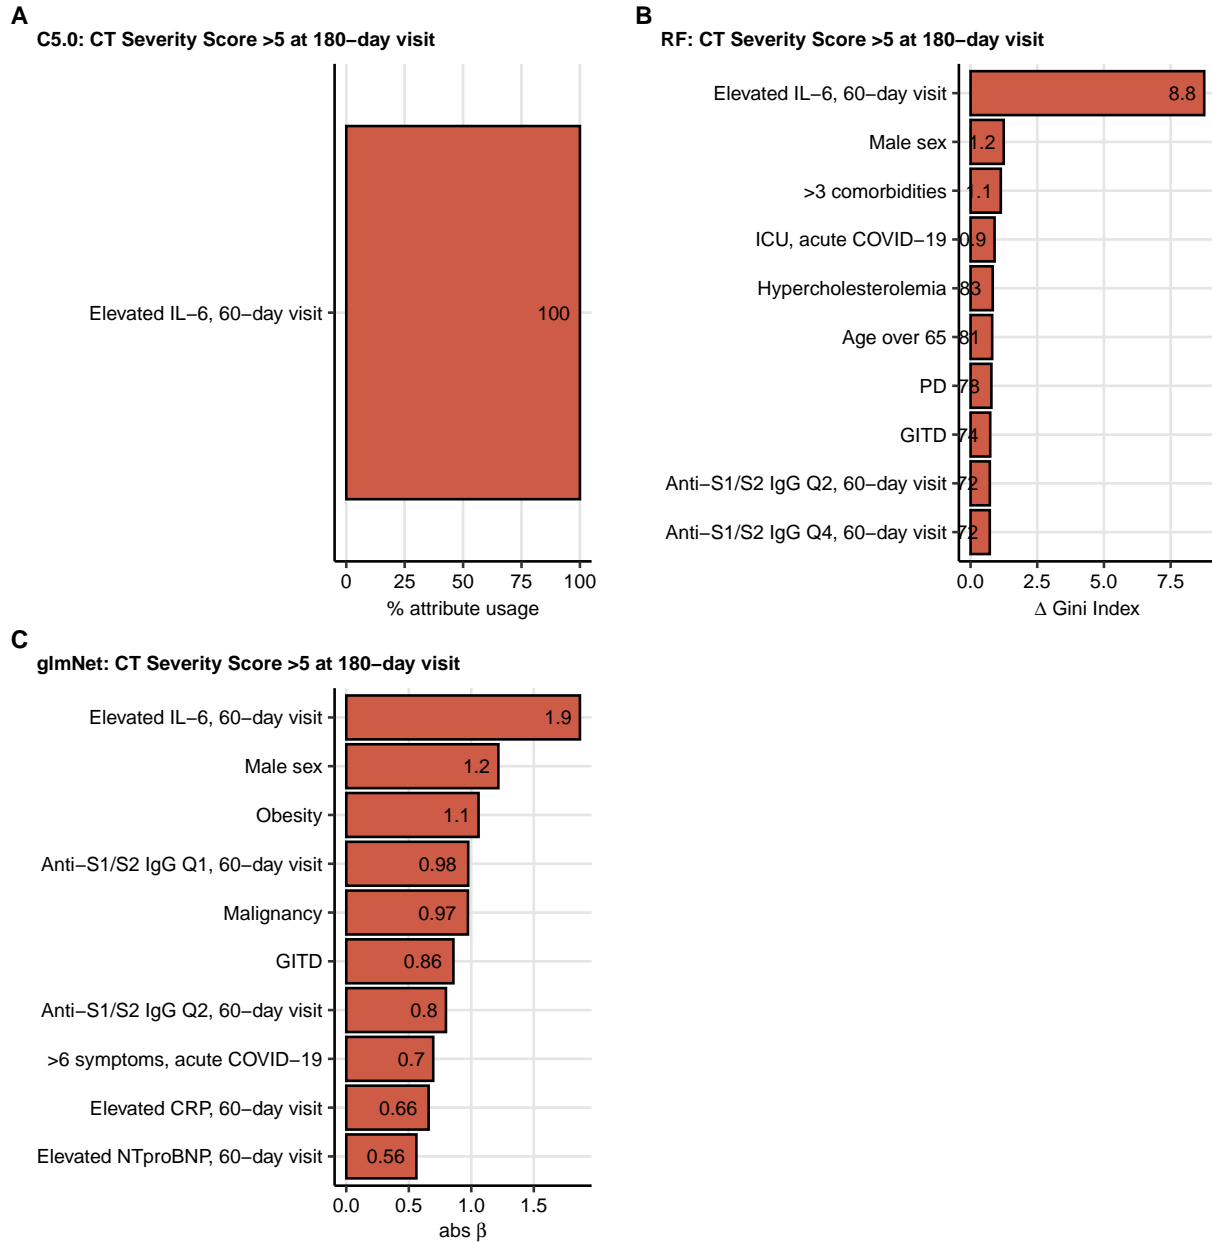 A
C5.0: CT Severity Score >5 at 180−day visit
Elevated IL−6, 60−day visit
100
0 25 50 75 100
% attribute usage
B
RF: CT Severity Score >5 at 180−day visit
Elevated IL−6, 60−day visit 8.8
Male sex 1.2
>3 comorbidities 1.1
ICU, acute COVID−19 0.9
Hypercholesterolemia 83
Age over 65 81
PD 78
GITD 74
Anti−S1/S2 IgG Q2, 60−day visit 72
Anti−S1/S2 IgG Q4, 60−day visit 72
0.0 2.5 5.0 7.5
Δ Gini Index
C
glmNet: CT Severity Score >5 at 180−day visit
Elevated IL−6, 60−day visit 1.9
Male sex 1.2
Obesity 1.1
Anti−S1/S2 IgG Q1, 60−day visit 0.98
Malignancy 0.97
GITD 0.86
Anti−S1/S2 IgG Q2, 60−day visit 0.8
>6 symptoms, acute COVID−19 0.7
Elevated CRP, 60−day visit 0.66
Elevated NTproBNP, 60−day visit 0.56
0.0 0.5 1.0 1.5
abs β